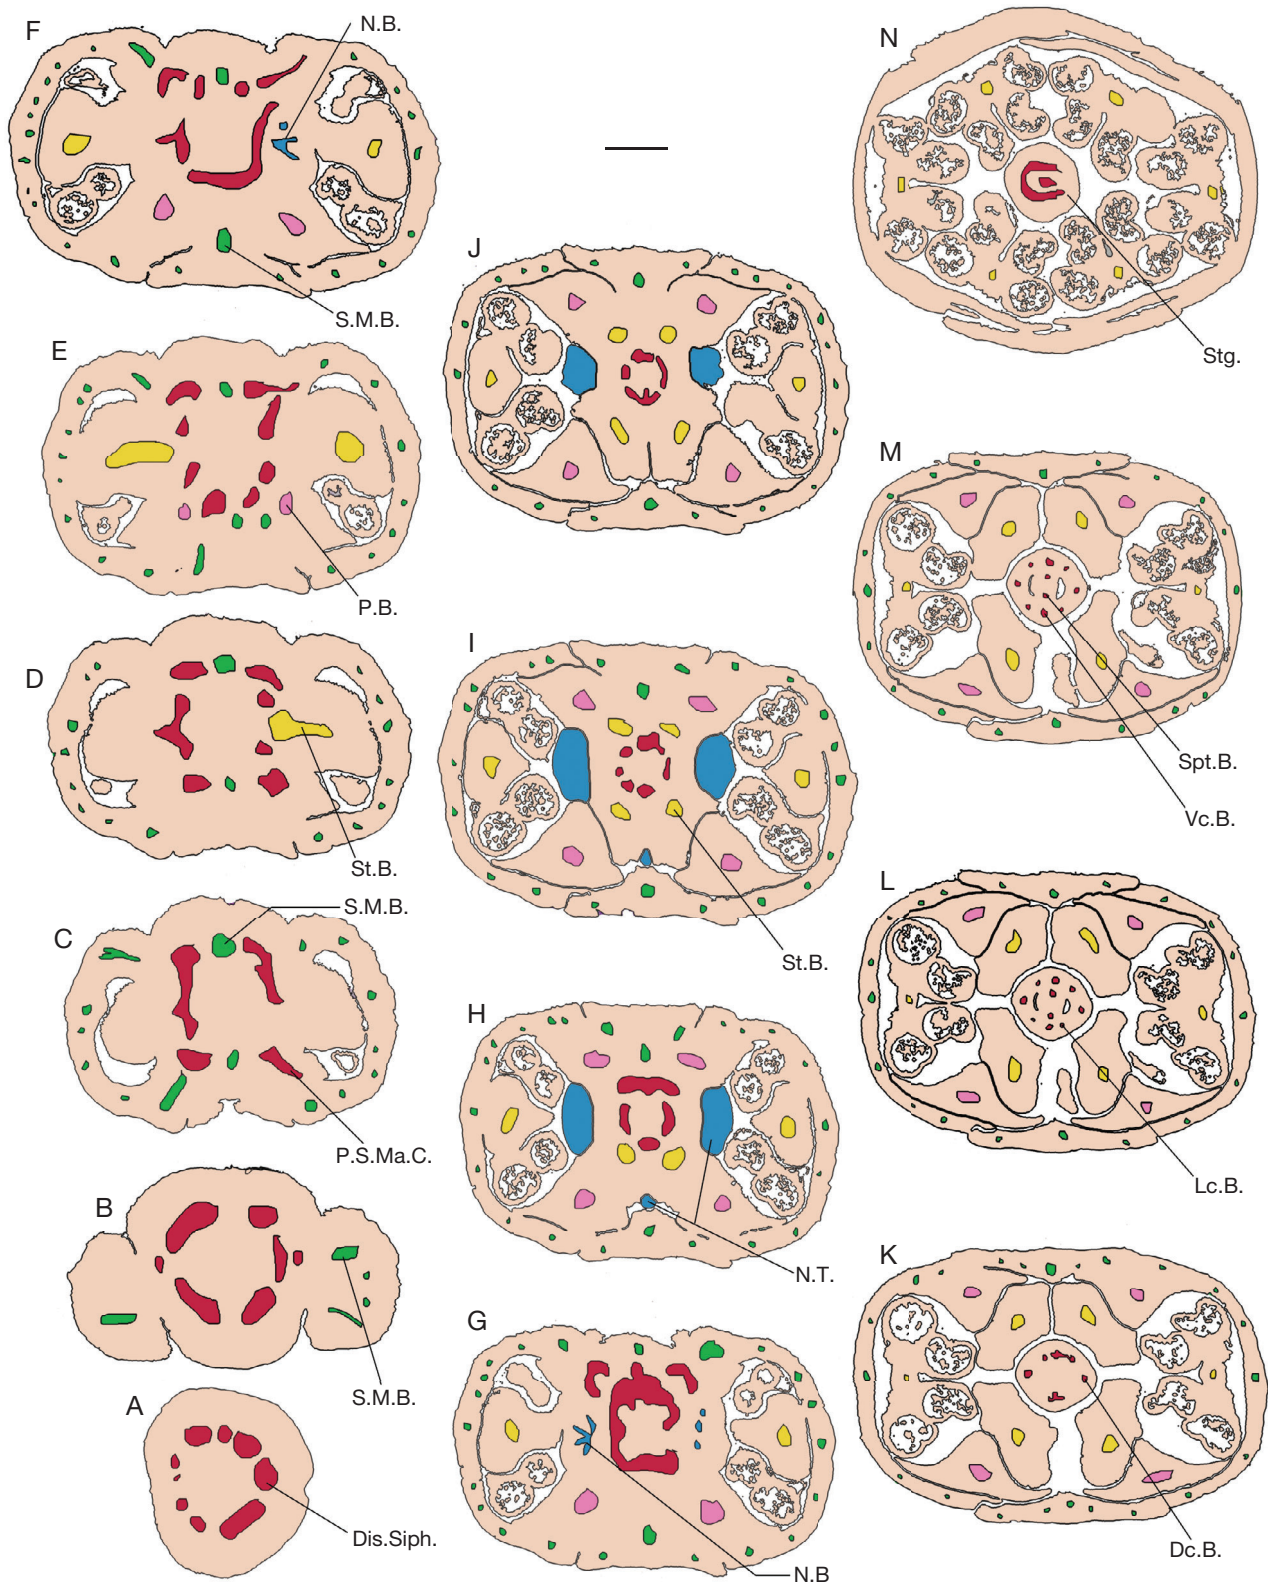 F
N.B.
S.M.B.
E
P.B.
D
St.B.
C
S.M.B.
P.S.Ma.C.
B
S.M.B.
A
Dis.Siph.
J
I
St.B.
H
N.T.
G
N.B
N
Stg.
M
Spt.B.
Vc.B.
L
Lc.B.
K
Dc.B.